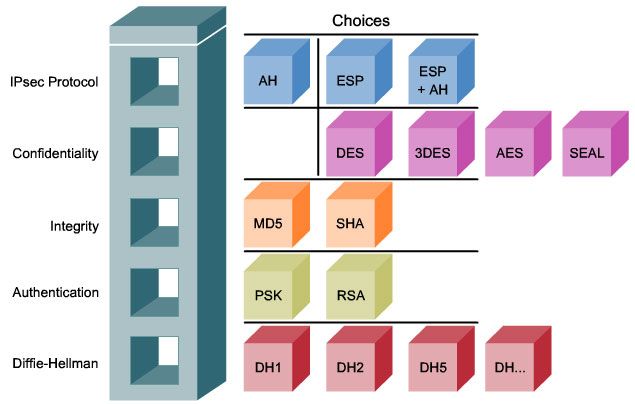 Choices
IPsec Protocol
AH
ESP
ESP
+ AH
Confidentiality
DES
3DES
AES
SEAL
Integrity
MD5
SHA
Authentication
PSK
RSA
Diffie-Hellman
DH1
DH2
DH5
DH...